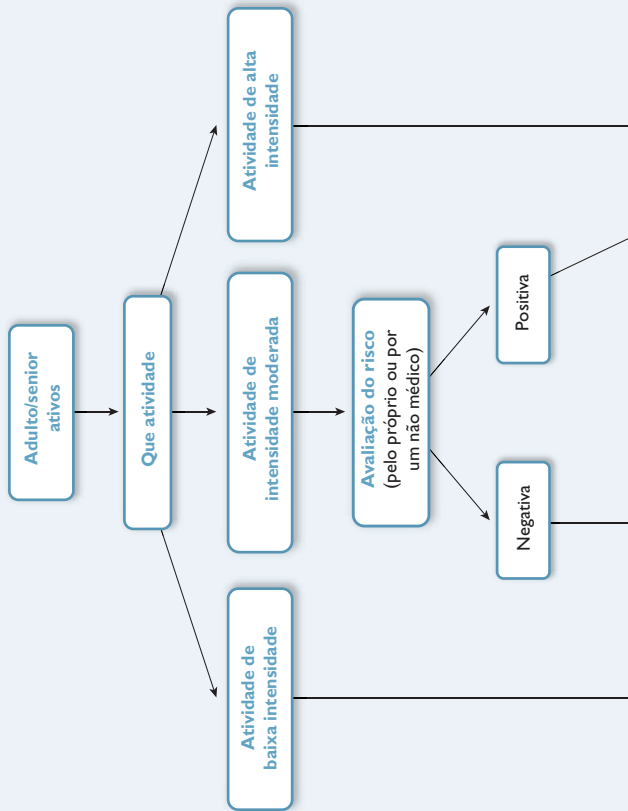 Adulto/senior
ativos
Que atividade
Atividade de
baixa intensidade
Atividade de
intensidade moderada
Atividade de alta
intensidade
Avaliação do risco
(pelo próprio ou por
um não médico)
Negativa
Positiva